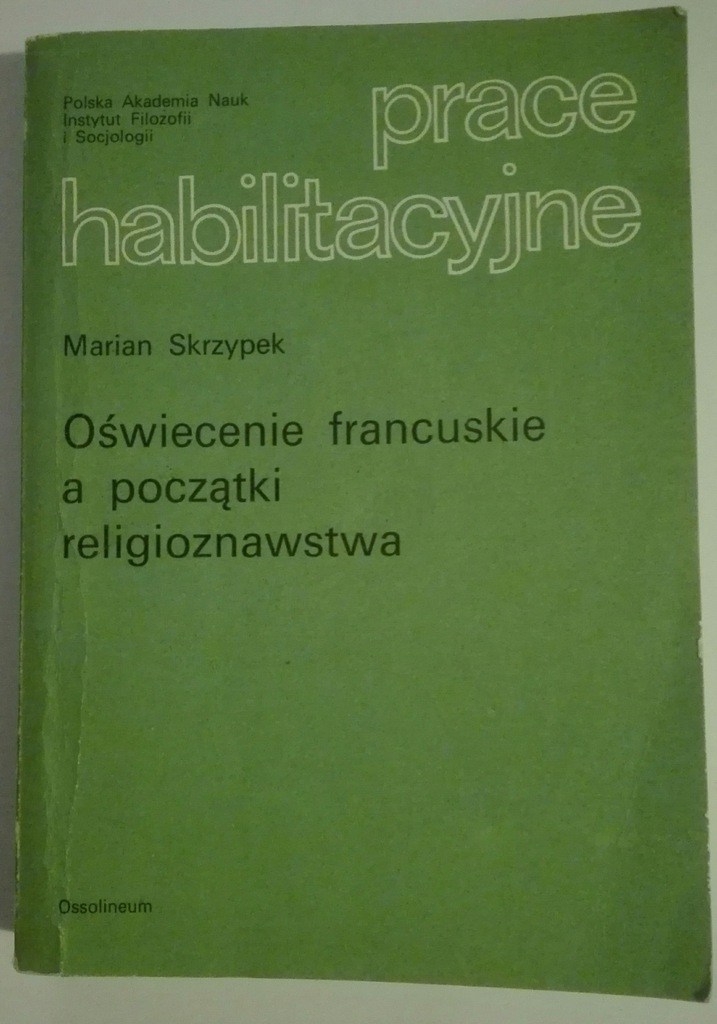 Polska Akademia Nauk
Instytut Filozofii
i Socjologii
prace
habilitacyjne
Marian Skrzypek
Oświecenie francuskie
a początki
religioznawstwa
Ossolineum